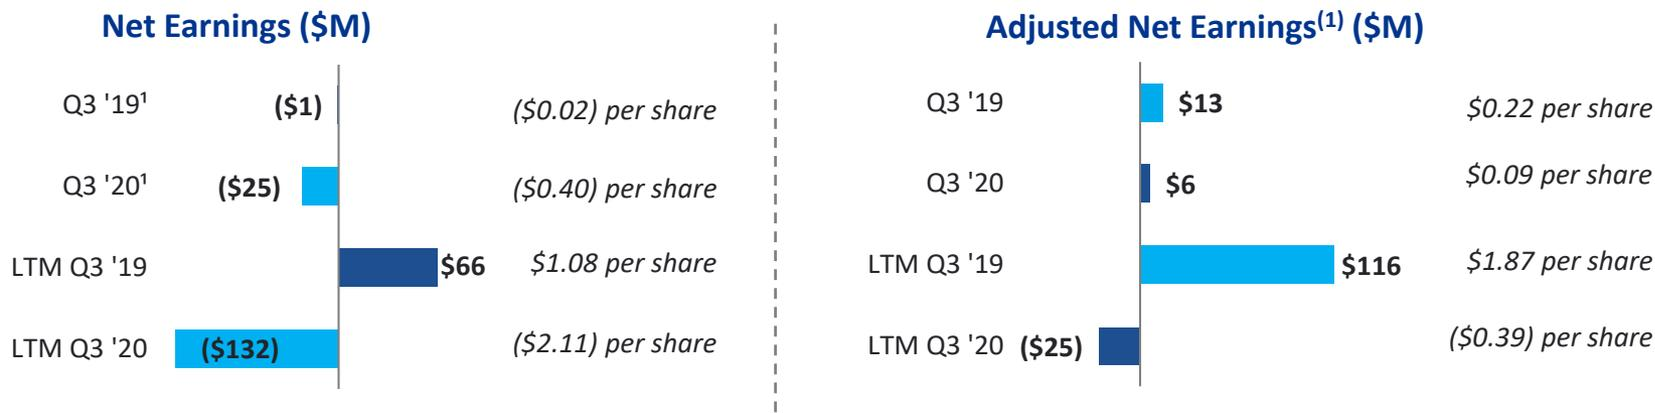 Net Earnings ($M)
Q3 '19¹ ($1) ($0.02) per share
Q3 '20¹ ($25) ($0.40) per share
LTM Q3 '19 $66 $1.08 per share
LTM Q3 '20 ($132) ($2.11) per share
Adjusted Net Earnings(1) ($M)
Q3 '19 $13 $0.22 per share
Q3 '20 $6 $0.09 per share
LTM Q3 '19 $116 $1.87 per share
LTM Q3 '20 ($25) ($0.39) per share